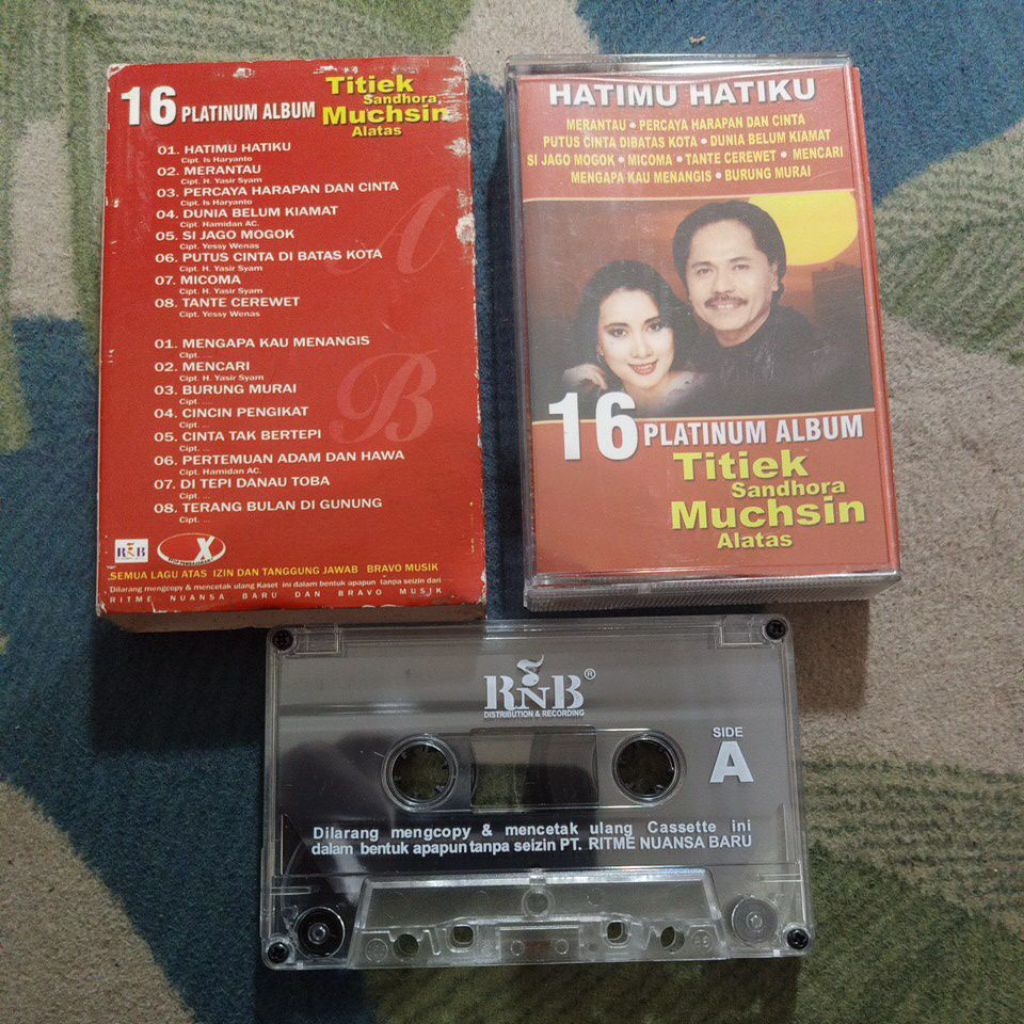 16 PLATINUM ALBUM
Titiek
Sandhora
Muchsin
Alatas
01. HATIMU HATIKU
Cipt. Is Haryanto
02. MERANTAU
Cipt. H. Yasir Syam
03. PERCAYA HARAPAN DAN CINTA
Cipt. Is Haryanto
04. DUNIA BELUM KIAMAT
Cipt. Hamidan AC.
05. SI JAGO MOGOK
Cipt. Yessy Wenas
06. PUTUS CINTA DI BATAS KOTA
Cipt. H. Yasir Syam
07. MICOMA
Cipt. H. Yasir Syam
08. TANTE CEREWET
Cipt. Yessy Wenas
A
01. MENGAPA KAU MENANGIS
Cipt. ...
02. MENCARI
Cipt. H. Yasir Syam
03. BURUNG MURAI
Cipt. ...
04. CINCIN PENGIKAT
Cipt. ...
05. CINTA TAK BERTEPI
Cipt. ...
06. PERTEMUAN ADAM DAN HAWA
Cipt. Hamidan AC.
07. DI TEPI DANAU TOBA
Cipt. ...
08. TERANG BULAN DI GUNUNG
Cipt. ...
B
RNB
X
SEMUA LAGU ATAS IZIN DAN TANGGUNG JAWAB BRAVO MUSIK
Dilarang mengcopy & mencetak ulang Kaset ini dalam bentuk apapun tanpa seizin dari
RITME NUANSA BARU DAN BRAVO MUSIK
HATIMU HATIKU
MERANTAU • PERCAYA HARAPAN DAN CINTA
PUTUS CINTA DIBATAS KOTA • DUNIA BELUM KIAMAT
SI JAGO MOGOK • MICOMA • TANTE CEREWET • MENCARI
MENGAPA KAU MENANGIS • BURUNG MURAI
16 PLATINUM ALBUM
Titiek
Sandhora
Muchsin
Alatas
RNB ®
DISTRIBUTION & RECORDING
SIDE
A
Dilarang mengcopy & mencetak ulang Cassette ini
dalam bentuk apapun tanpa seizin PT. RITME NUANSA BARU